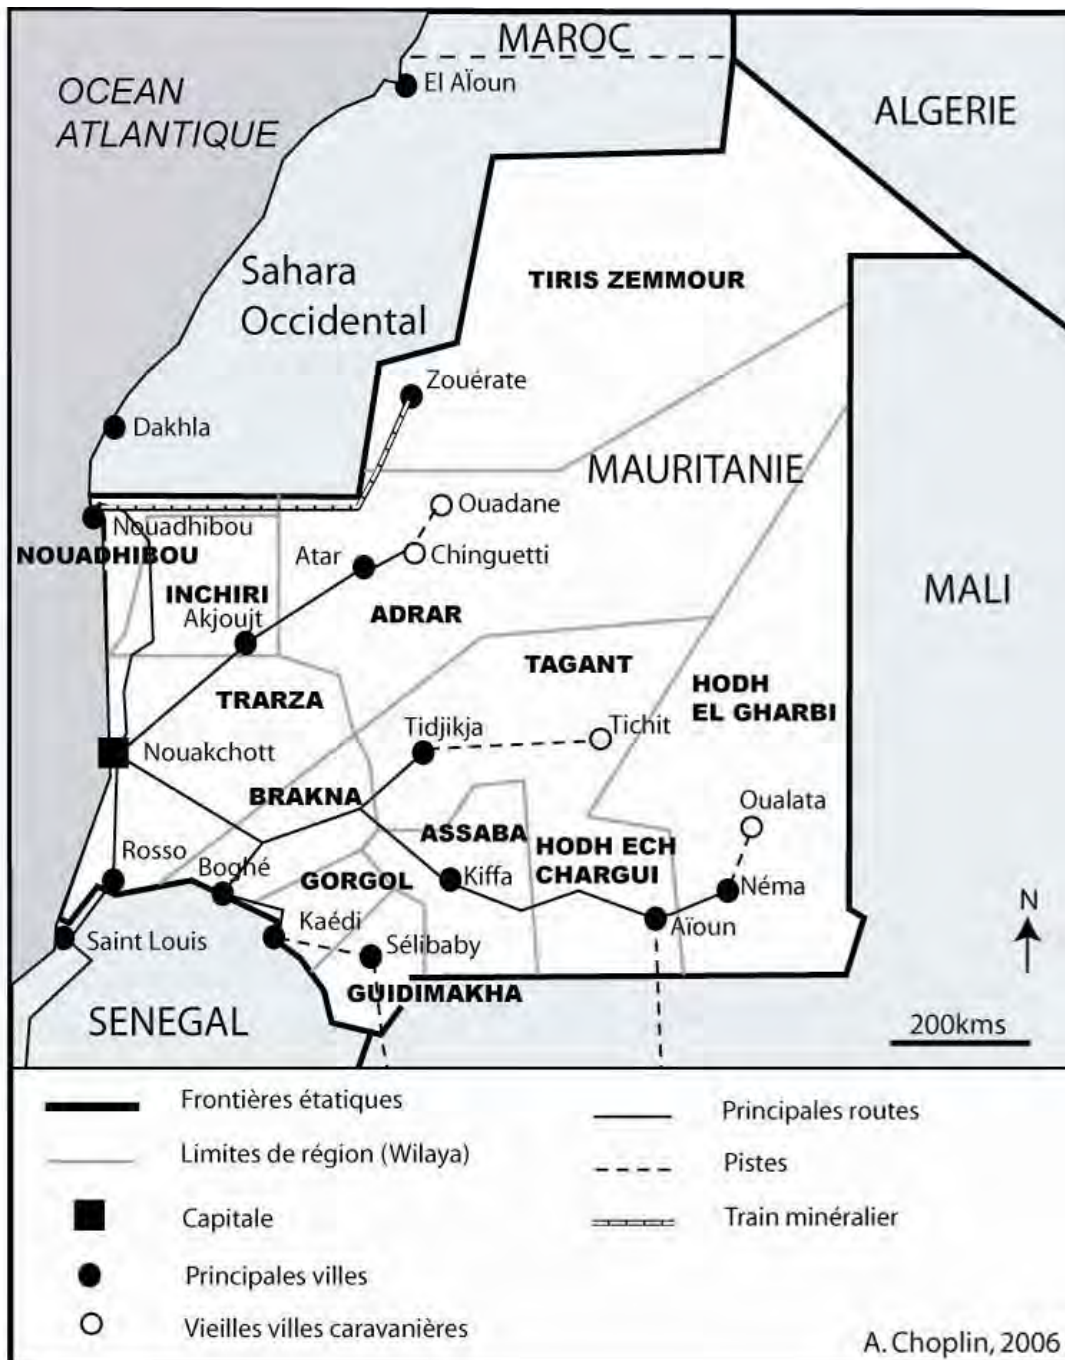 MAROC
OCEAN
ATLANTIQUE
El AÏoun
ALGERIE
Sahara
Occidental
TIRIS ZEMMOUR
Zouérate
Dakhla
MAURITANIE
Ouadane
Nouadhibou
NOUADHIBOU
Atar
Chinguetti
INCHIRI
Akjoujt
ADRAR
MALI
TAGANT
TRARZA
HODH
EL GHARBI
Tidjikja
Tichit
Nouakchott
BRAKNA
Oualata
ASSABA
HODH ECH
CHARGUI
Rosso
Boghé
GORGOL
Kiffa
Néma
Kaédi
Aïoun
N
Saint Louis
Sélibaby
GUIDIMAKHA
SENEGAL
200kms
Frontières étatiques
Limites de région (Wilaya)
Capitale
Principales villes
Vieilles villes caravanières
Principales routes
Pistes
Train minéralier
A. Choplin, 2006